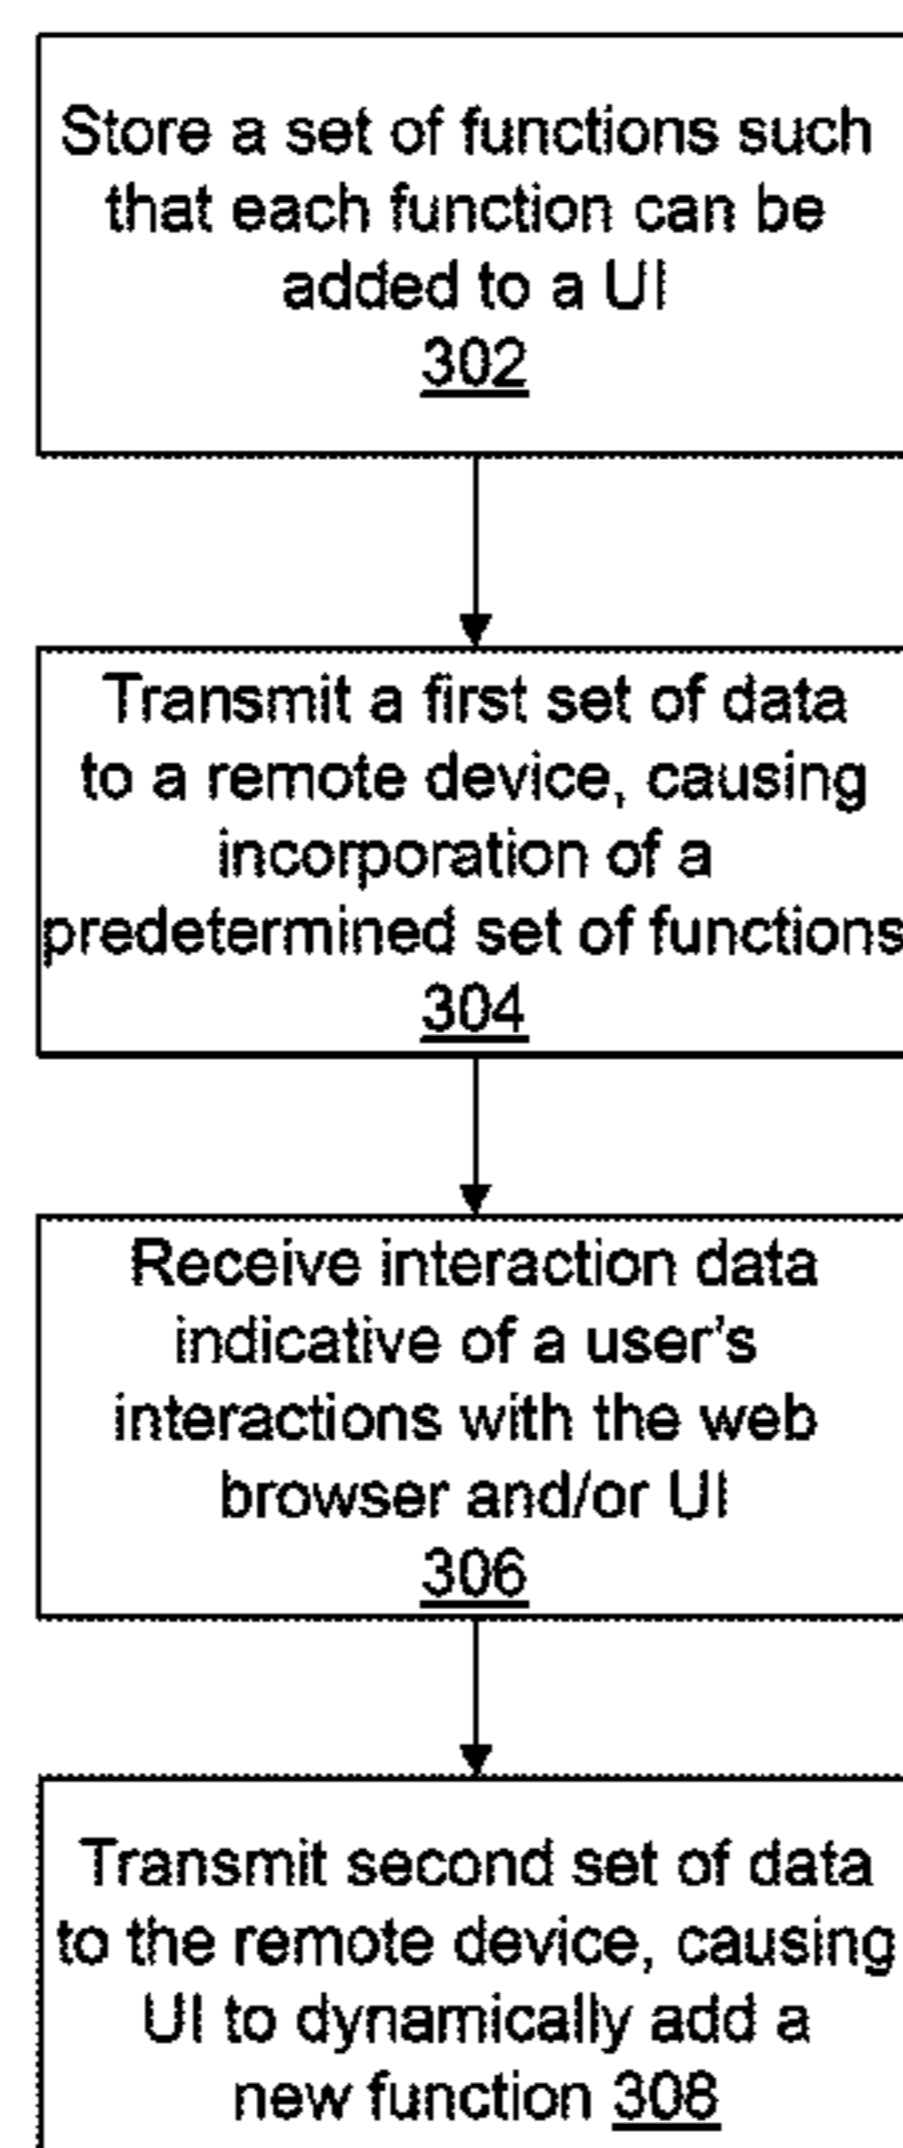 Store a set of functions such
that each function can be
added to a UI
302
Transmit a first set of data
to a remote device, causing
incorporation of a
predetermined set of functions
304
Receive interaction data
indicative of a user's
interactions with the web
browser and/or UI
306
Transmit second set of data
to the remote device, causing
UI to dynamically add a
new function 308